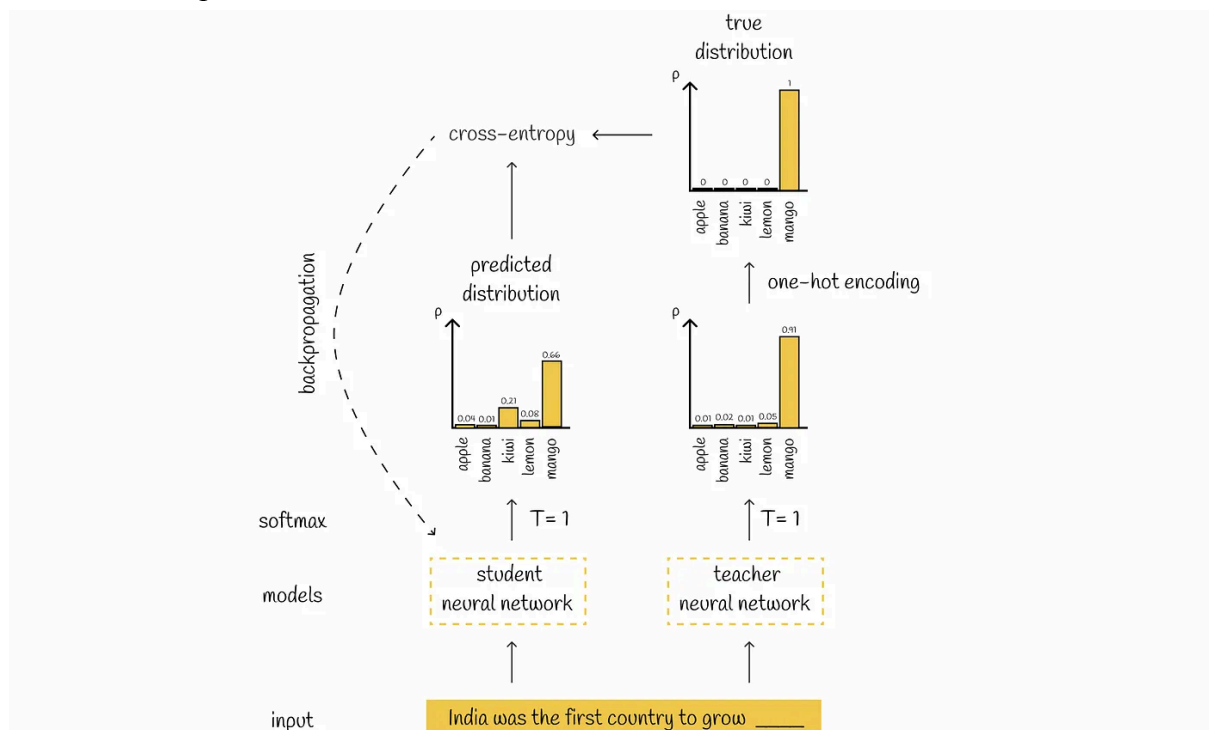 true
distribution
ρ
1
0 0 0 0
apple
banana
kiwi
lemon
mango
cross-entropy
one-hot encoding
predicted
distribution
ρ
0.04 0.01 0.21 0.08 0.66
apple
banana
kiwi
lemon
mango
ρ
0.01 0.02 0.01 0.05 0.91
apple
banana
kiwi
lemon
mango
backpropagation
softmax
T= 1
T= 1
models
student
neural network
teacher
neural network
input
India was the first country to grow _____